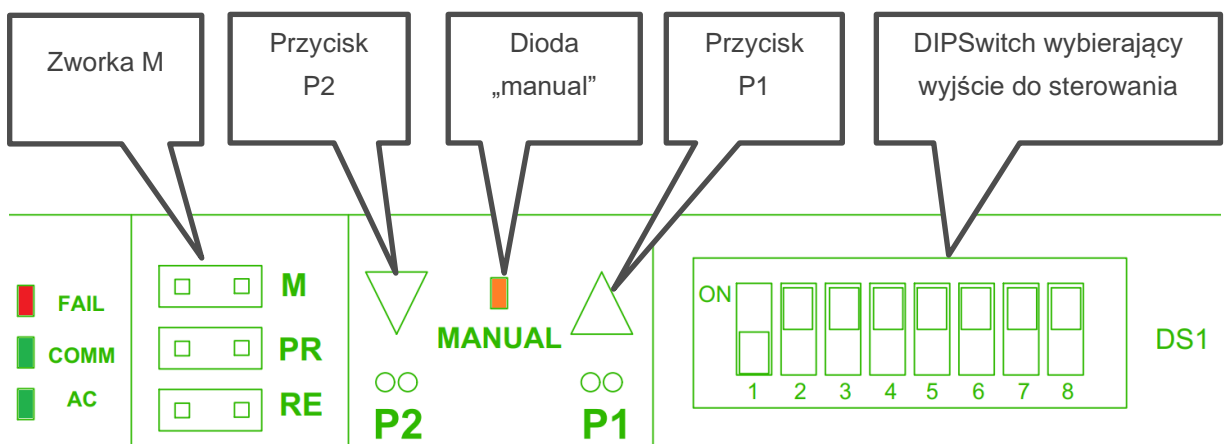 Zworka M
Przycisk
P2
Dioda
„manual”
Przycisk
P1
DIPSwitch wybierający
wyjście do sterowania
FAIL
COMM
AC
M
PR
RE
MANUAL
P2
P1
ON
1 2 3 4 5 6 7 8
DS1